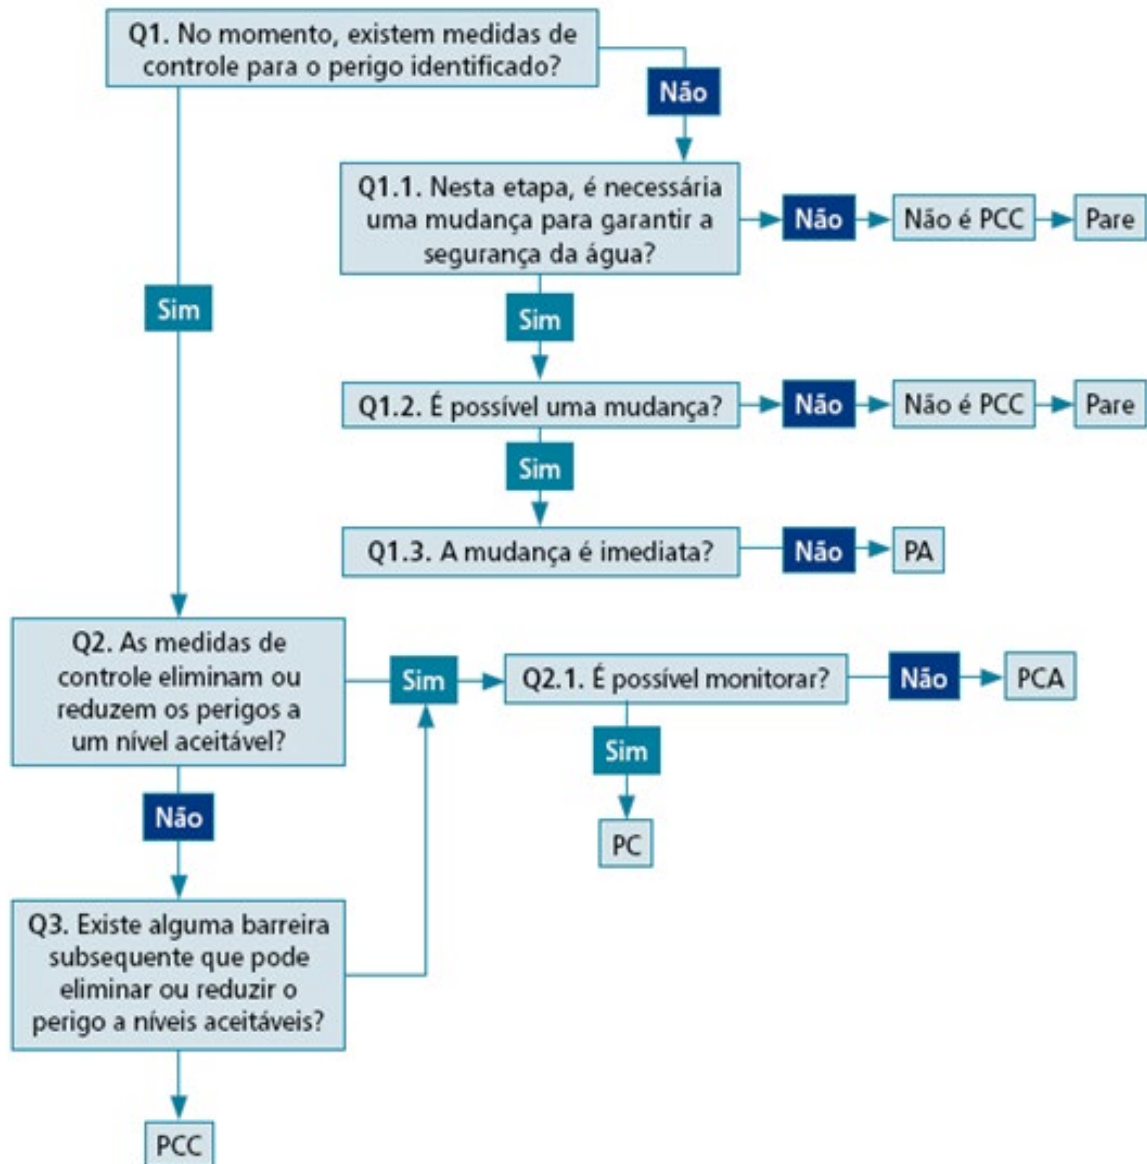 Q1. No momento, existem medidas de
controle para o perigo identificado?
Não
Q1.1. Nesta etapa, é necessária
uma mudança para garantir a
segurança da água?
Não
Não é PCC
Pare
Sim
Sim
Q1.2. É possível uma mudança?
Não
Não é PCC
Pare
Sim
Q1.3. A mudança é imediata?
Não
PA
Q2. As medidas de
controle eliminam ou
reduzem os perigos a
um nível aceitável?
Sim
Q2.1. É possível monitorar?
Não
PCA
Sim
PC
Não
Q3. Existe alguma barreira
subsequente que pode
eliminar ou reduzir o
perigo a níveis aceitáveis?
PCC